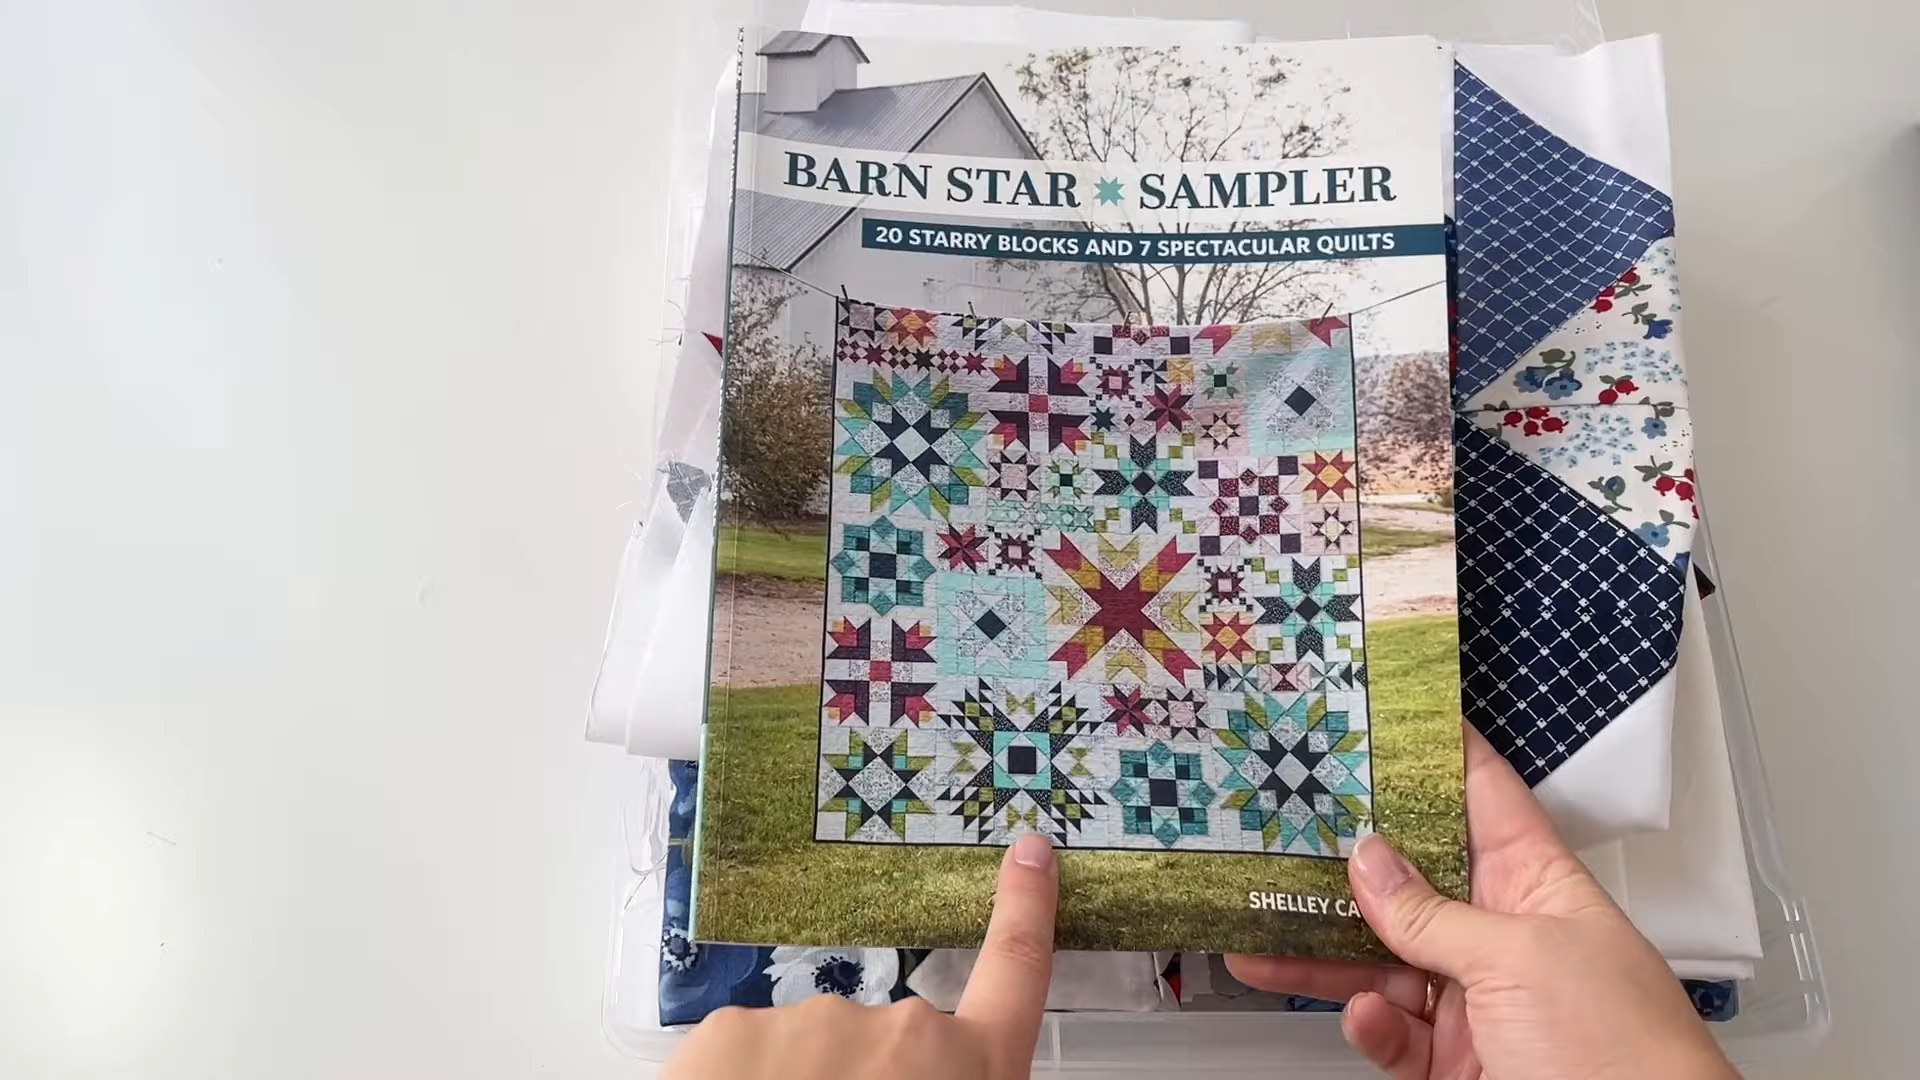 BARN STAR SAMPLER
20 STARRY BLOCKS AND 7 SPECTACULAR QUILTS
SHELLEY